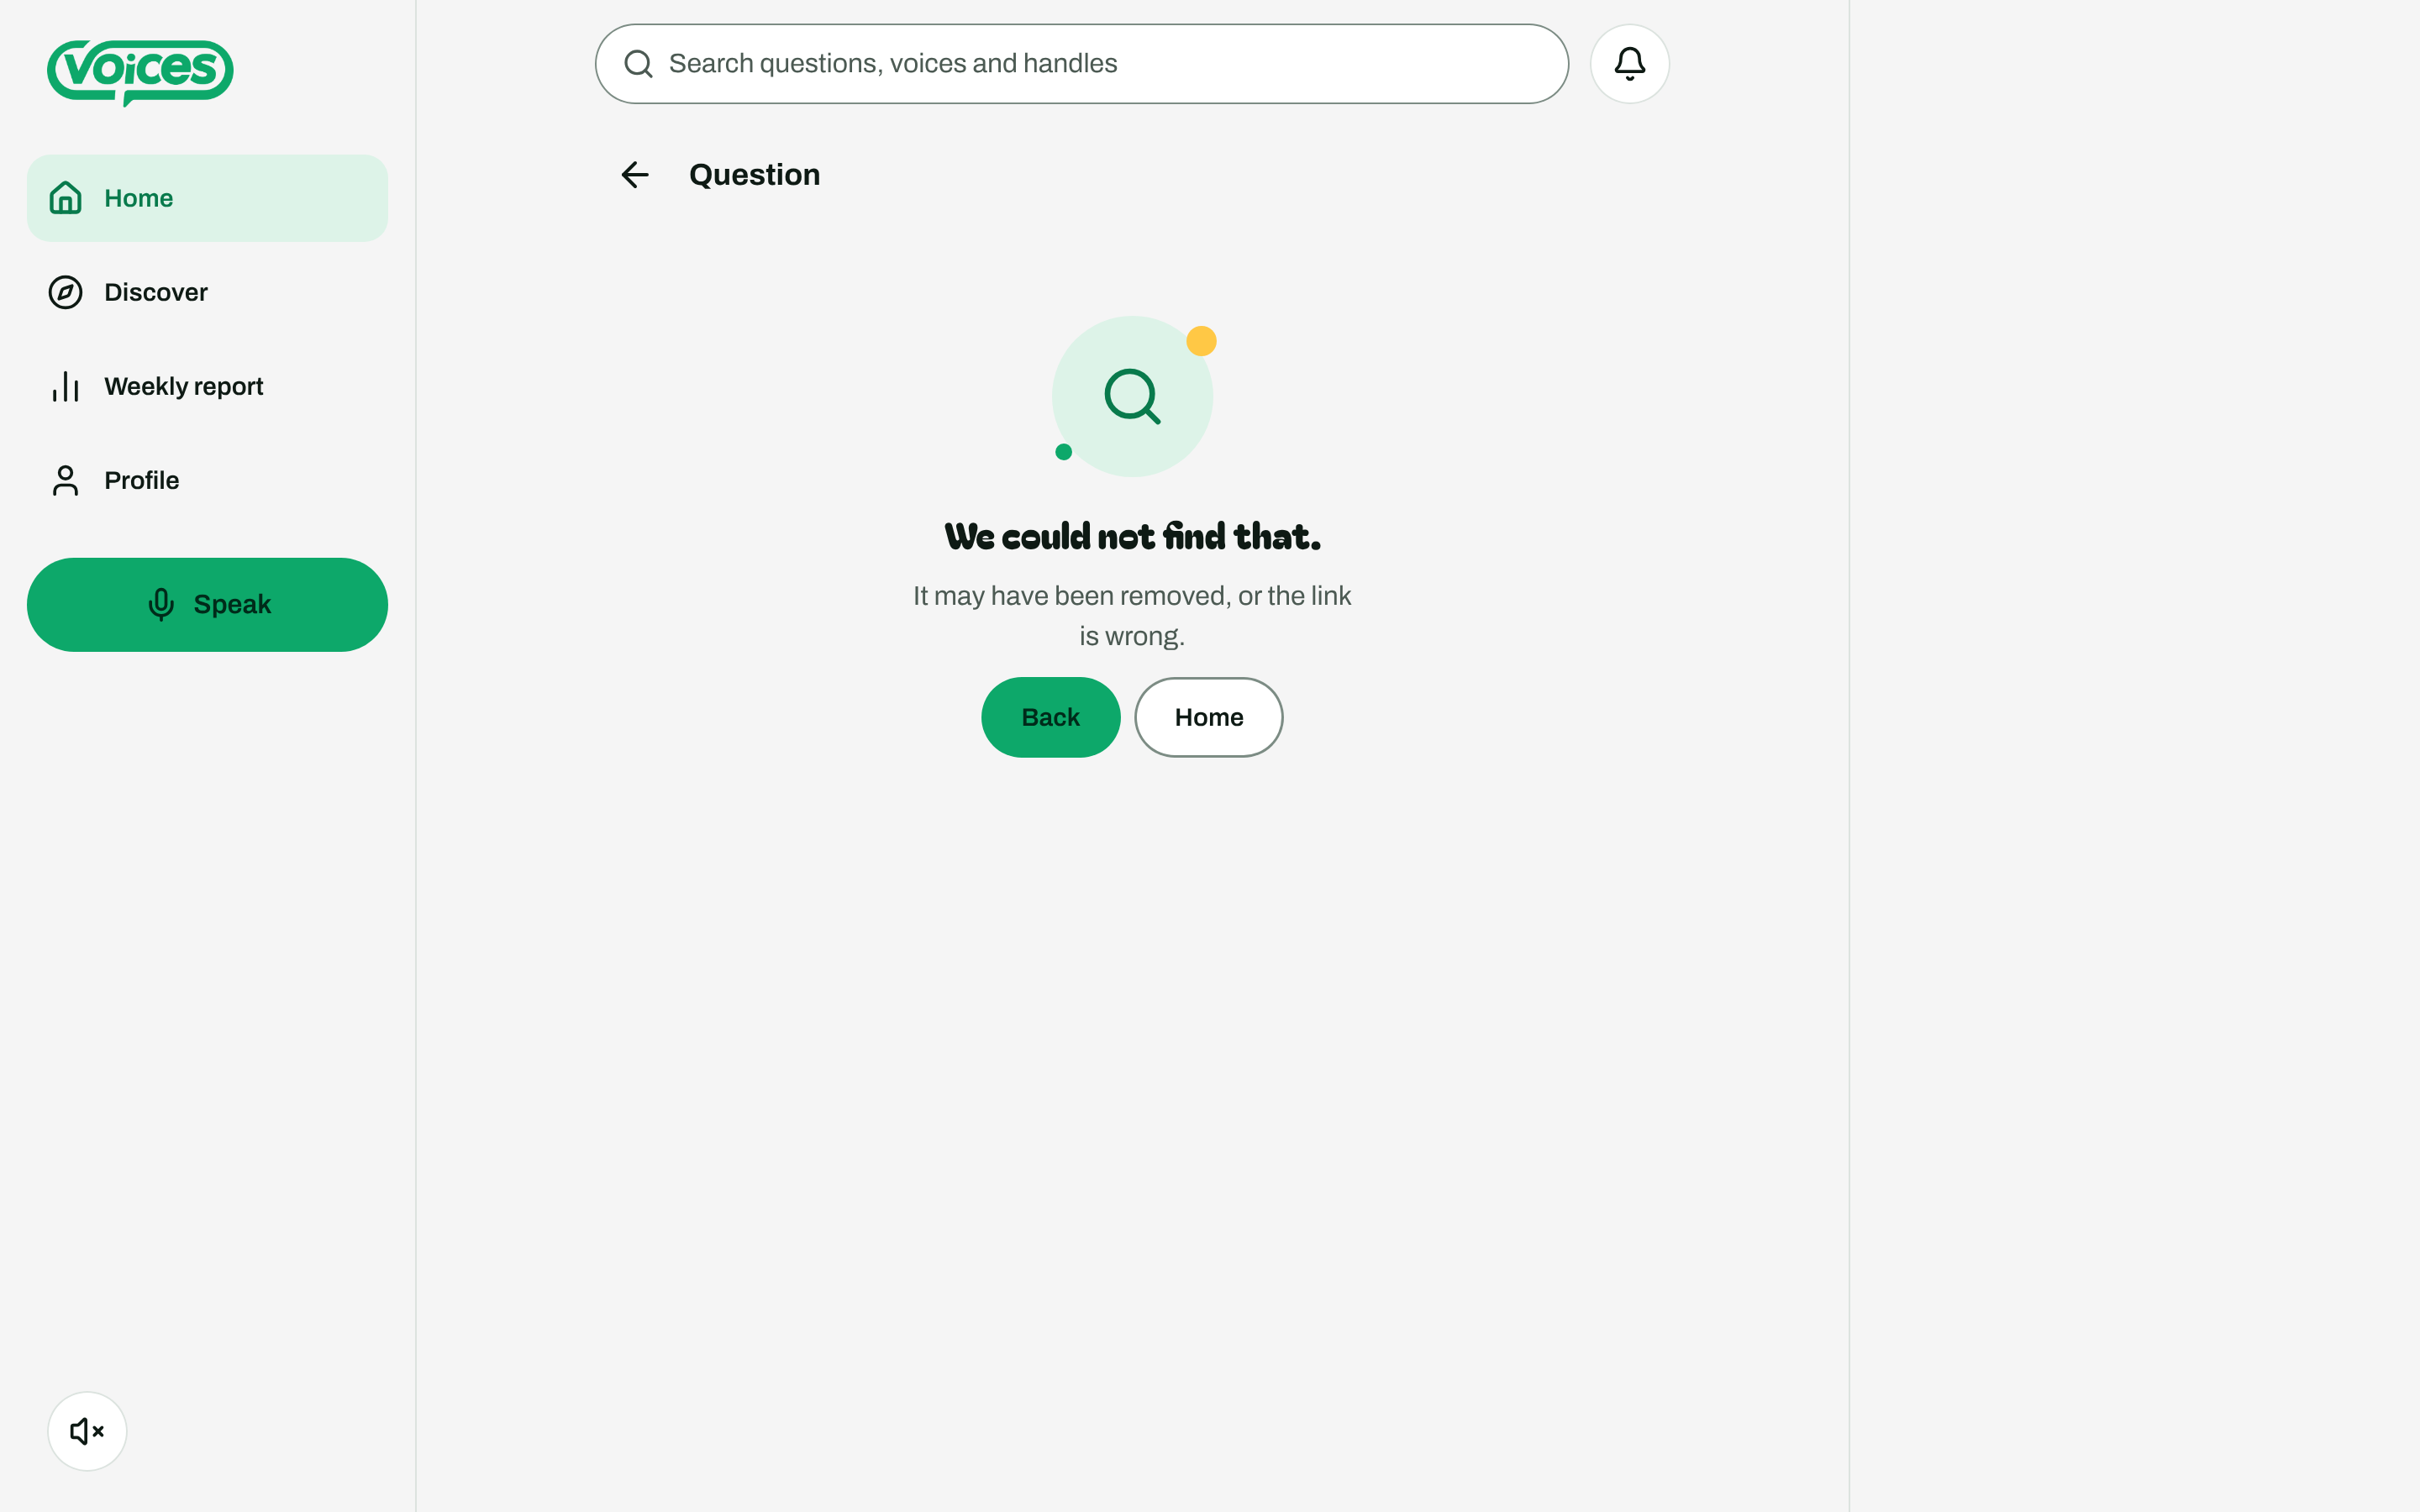 voices
Search questions, voices and handles
Home
Discover
Weekly report
Profile
Speak
Question
We could not find that.
It may have been removed, or the link
is wrong.
Back
Home